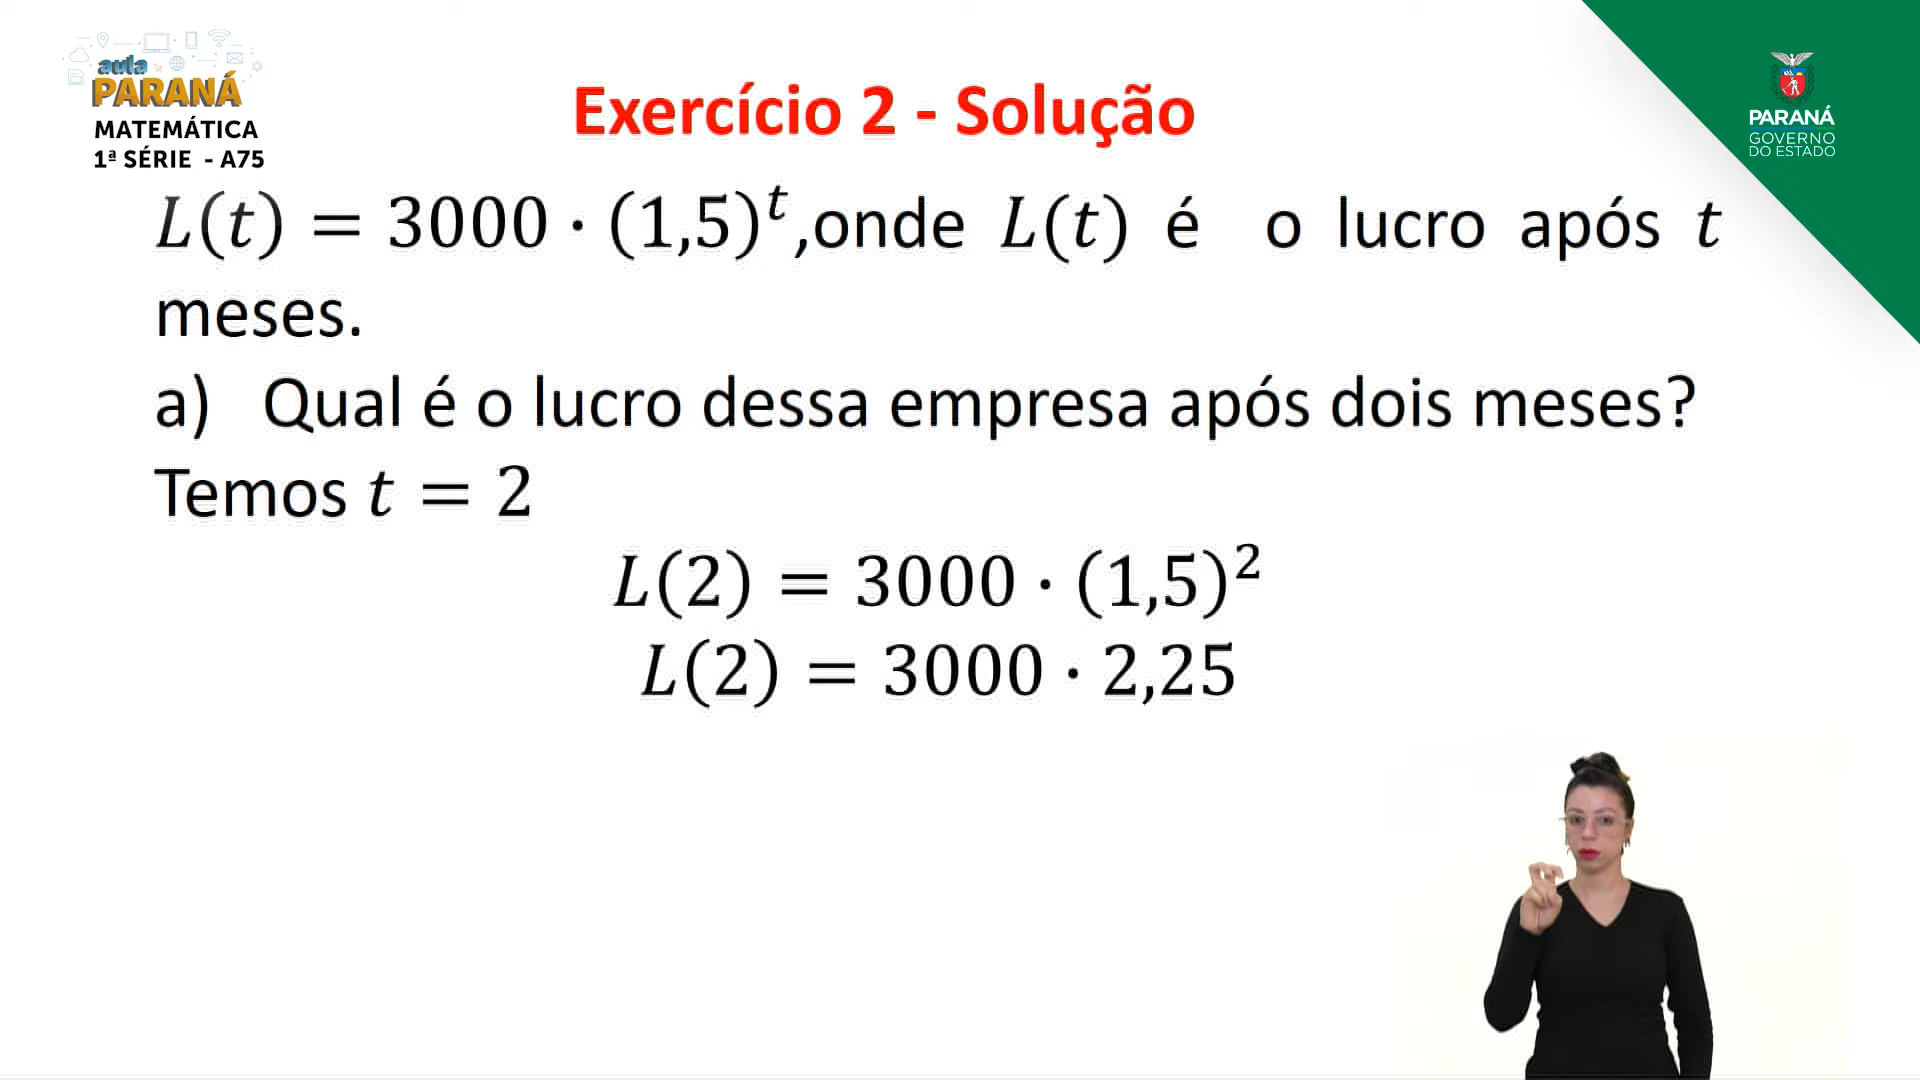 aula
PARANÁ
MATEMÁTICA
1ª SÉRIE - A75
Exercício 2 - Solução
PARANÁ
GOVERNO
DO ESTADO
L(t) = 3000 · (1,5)^t ,onde L(t) é o lucro após t
meses.
a) Qual é o lucro dessa empresa após dois meses?
Temos t = 2
L(2) = 3000 · (1,5)²
L(2) = 3000 · 2,25